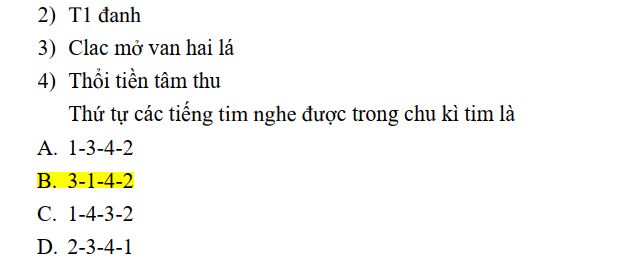 2) T1 đanh
3) Clac mở van hai lá
4) Thổi tiền tâm thu
Thứ tự các tiếng tim nghe được trong chu kì tim là
A. 1-3-4-2
B. 3-1-4-2
C. 1-4-3-2
D. 2-3-4-1